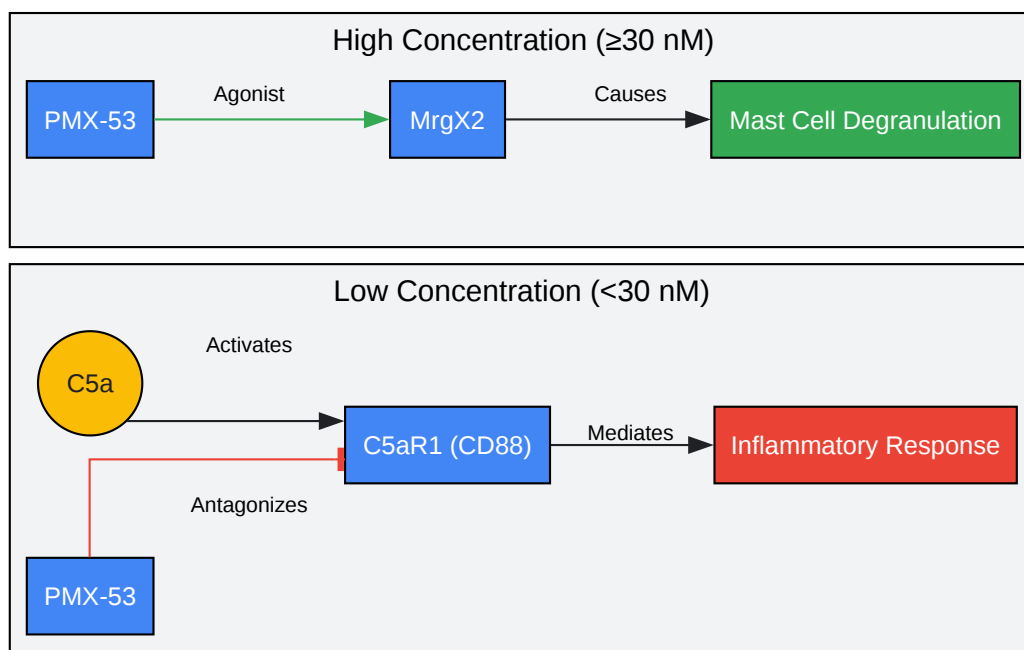 High Concentration (≥30 nM)
PMX-53
Agonist
MrgX2
Causes
Mast Cell Degranulation
Low Concentration (<30 nM)
C5a
Activates
C5aR1 (CD88)
Mediates
Inflammatory Response
Antagonizes
PMX-53